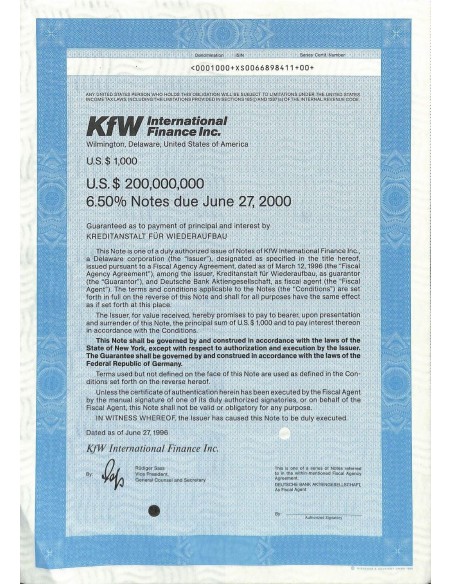 Denomination ISIN Series Certif. Number
<0001000+XS0066898411+00+
ANY UNITED STATES PERSON WHO HOLDS THIS OBLIGATION WILL BE SUBJECT TO LIMITATIONS UNDER THE UNITED STATES
INCOME TAX LAWS, INCLUDING THE LIMITATIONS PROVIDED IN SECTIONS 165(j) AND 1287(a) OF THE INTERNAL REVENUE CODE.
KfW International
Finance Inc.
Wilmington, Delaware, United States of America
U.S. $ 1,000
U.S. $ 200,000,000
6.50% Notes due June 27, 2000
Guaranteed as to payment of principal and interest by
KREDITANSTALT FÜR WIEDERAUFBAU
This Note is one of a duly authorized issue of Notes of KfW International Finance Inc.,
a Delaware corporation (the "Issuer"), designated as specified in the title hereof,
issued pursuant to a Fiscal Agency Agreement, dated as of March 12, 1996 (the "Fiscal
Agency Agreement"), among the Issuer, Kreditanstalt für Wiederaufbau, as guarantor
(the "Guarantor"), and Deutsche Bank Aktiengesellschaft, as fiscal agent (the "Fiscal
Agent"). The terms and conditions applicable to the Notes (the "Conditions") are set
forth in full on the reverse of this Note and shall for all purposes have the same effect
as if set forth at this place.
The Issuer, for value received, hereby promises to pay to bearer, upon presentation
and surrender of this Note, the principal sum of U.S. $ 1,000 and to pay interest thereon
in accordance with the Conditions.
This Note shall be governed by and construed in accordance with the laws of the
State of New York, except with respect to authorization and execution by the Issuer.
The Guarantee shall be governed by and construed in accordance with the laws of the
Federal Republic of Germany.
Terms used but not defined on the face of this Note are used as defined in the Con-
ditions set forth on the reverse hereof.
Unless the certificate of authentication herein has been executed by the Fiscal Agent
by the manual signature of one of its duly authorized signatories, or on behalf of the
Fiscal Agent, this Note shall not be valid or obligatory for any purpose.
IN WITNESS WHEREOF, the Issuer has caused this Note to be duly executed.
Dated as of June 27, 1996
KfW International Finance Inc.
By: Rüdiger Sass
Vice President,
General Counsel and Secretary
This is one of a series of Notes referred
to in the within-mentioned Fiscal Agency
Agreement.
DEUTSCHE BANK AKTIENGESELLSCHAFT,
As Fiscal Agent
By:
Authorized Signatory